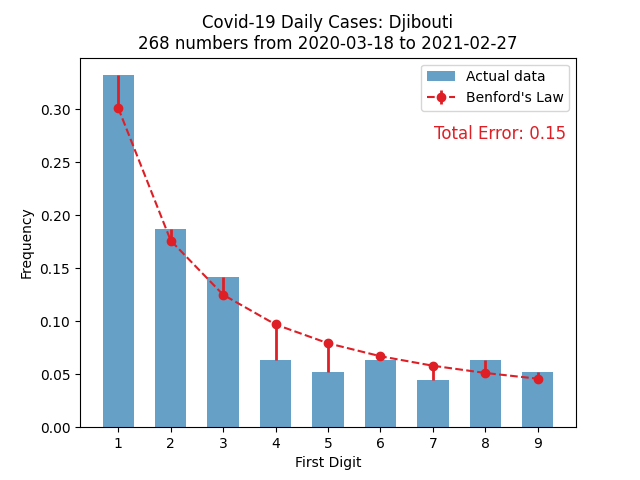 Covid-19 Daily Cases: Djibouti
268 numbers from 2020-03-18 to 2021-02-27
Actual data
Benford's Law
Total Error: 0.15
Frequency
0.30
0.25
0.20
0.15
0.10
0.05
0.00
1 2 3 4 5 6 7 8 9
First Digit